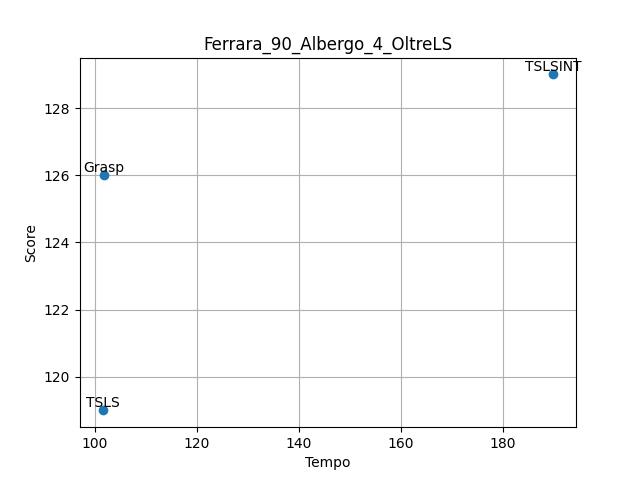 Ferrara_90_Albergo_4_OltreLS
TSLSINT
128
Grasp
126
Score
124
122
120
TSLS
100 120 140 160 180
Tempo